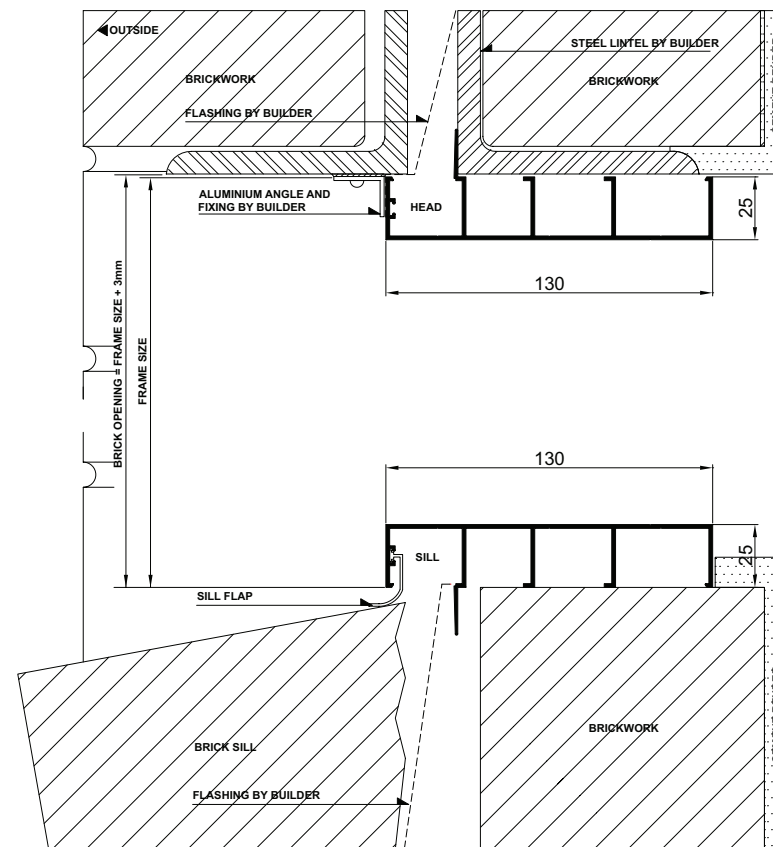 OUTSIDE
STEEL LINTEL BY BUILDER
BRICKWORK
BRICKWORK
FLASHING BY BUILDER
ALUMINIUM ANGLE AND
FIXING BY BUILDER
HEAD
25
130
BRICK OPENING = FRAME SIZE + 3mm
FRAME SIZE
130
SILL
25
SILL FLAP
BRICKWORK
BRICK SILL
FLASHING BY BUILDER